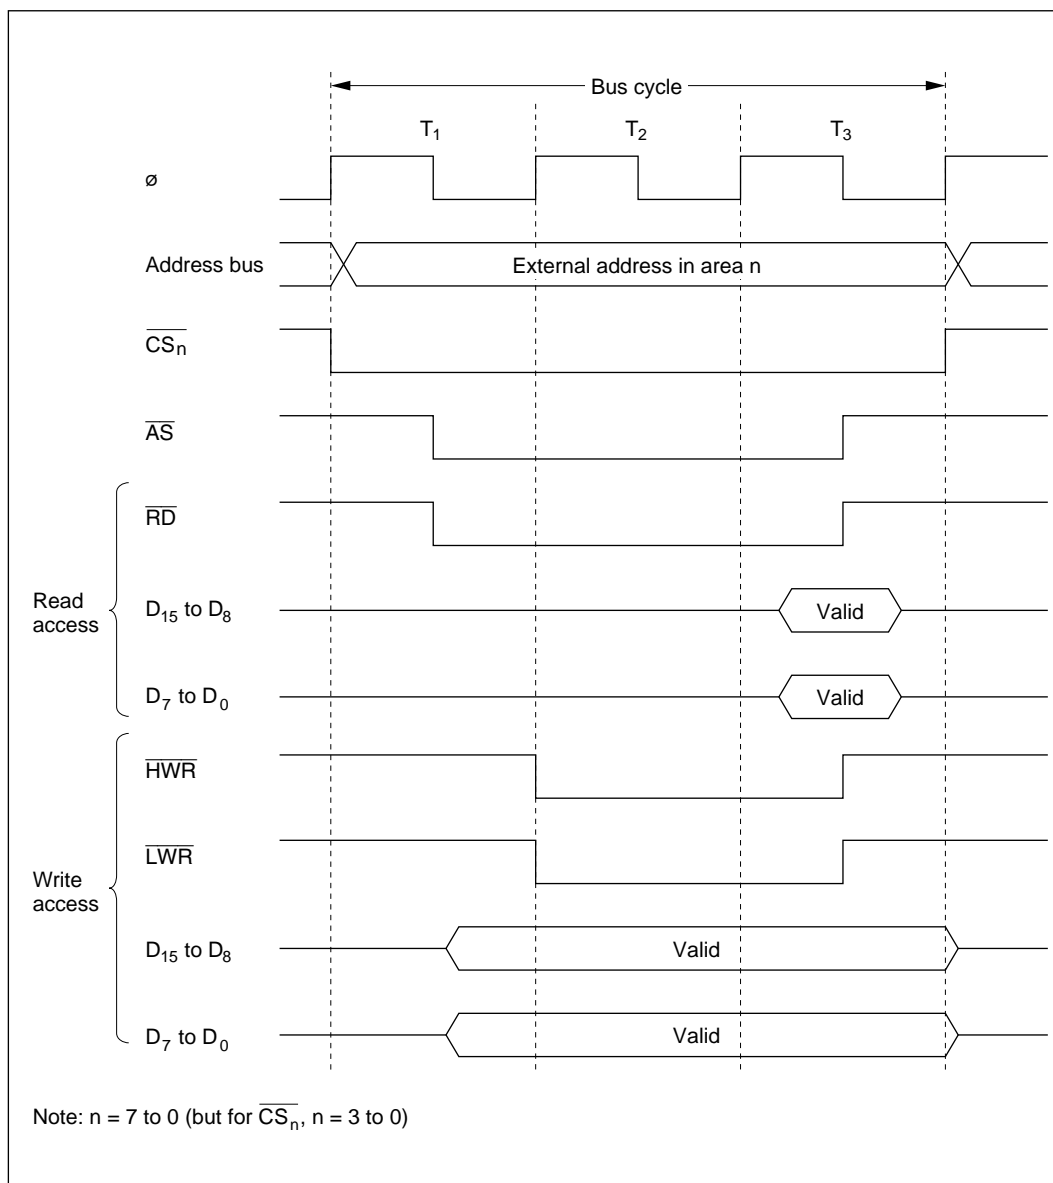 Bus cycle
T1 T2 T3
ø
Address bus External address in area n
CSn
AS
RD
Read access
D15 to D8 Valid
D7 to D0 Valid
HWR
LWR
Write access
D15 to D8 Valid
D7 to D0 Valid
Note: n = 7 to 0 (but for CSn, n = 3 to 0)